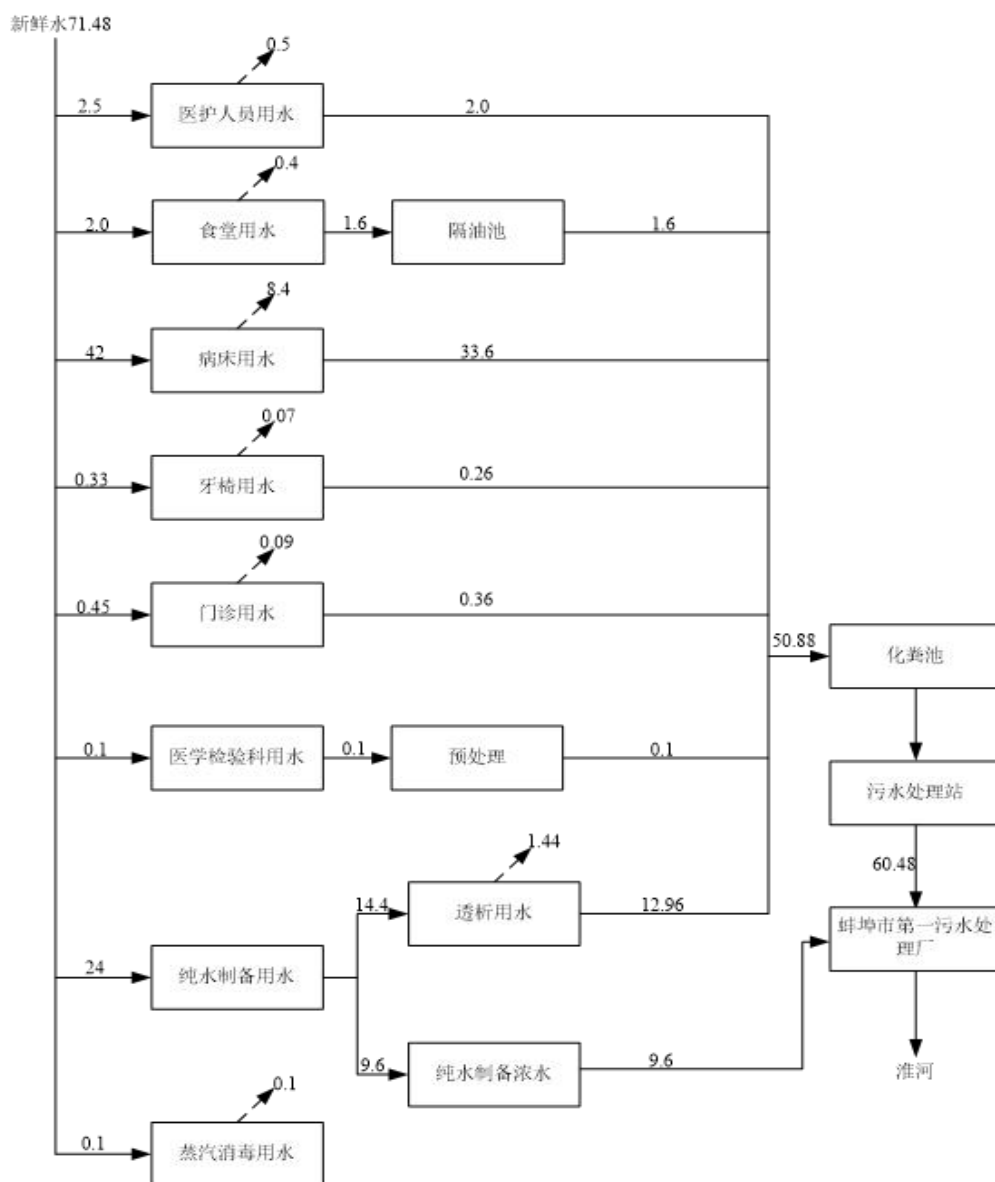 新鲜水71.48
0.5
2.5
医护人员用水
2.0
0.4
2.0
食堂用水
1.6
隔油池
1.6
8.4
42
病床用水
33.6
0.07
0.33
牙椅用水
0.26
0.09
0.45
门诊用水
0.36
50.88
化粪池
0.1
医学检验科用水
0.1
预处理
0.1
污水处理站
1.44
60.48
14.4
透析用水
12.96
蚌埠市第一污水处
理厂
24
纯水制备用水
9.6
纯水制备浓水
9.6
淮河
0.1
0.1
蒸汽消毒用水